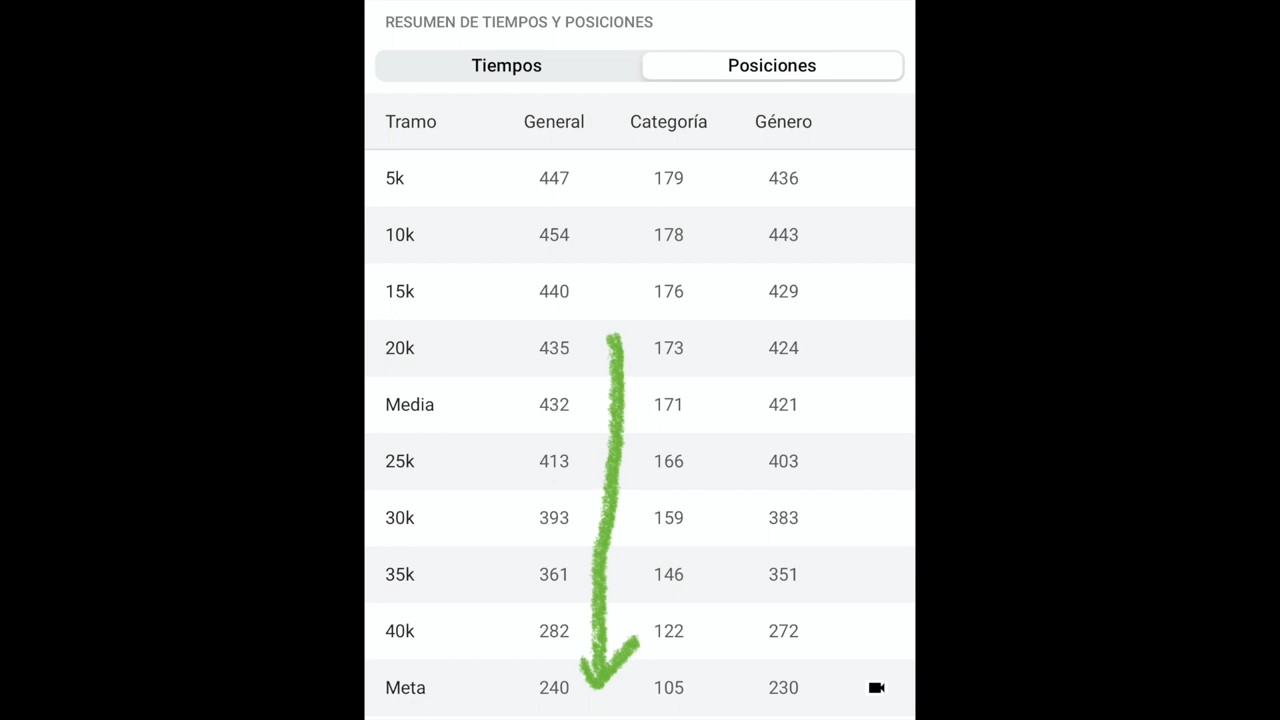 RESUMEN DE TIEMPOS Y POSICIONES
Tiempos Posiciones
Tramo General Categoría Género
5k 447 179 436
10k 454 178 443
15k 440 176 429
20k 435 173 424
Media 432 171 421
25k 413 166 403
30k 393 159 383
35k 361 146 351
40k 282 122 272
Meta 240 105 230